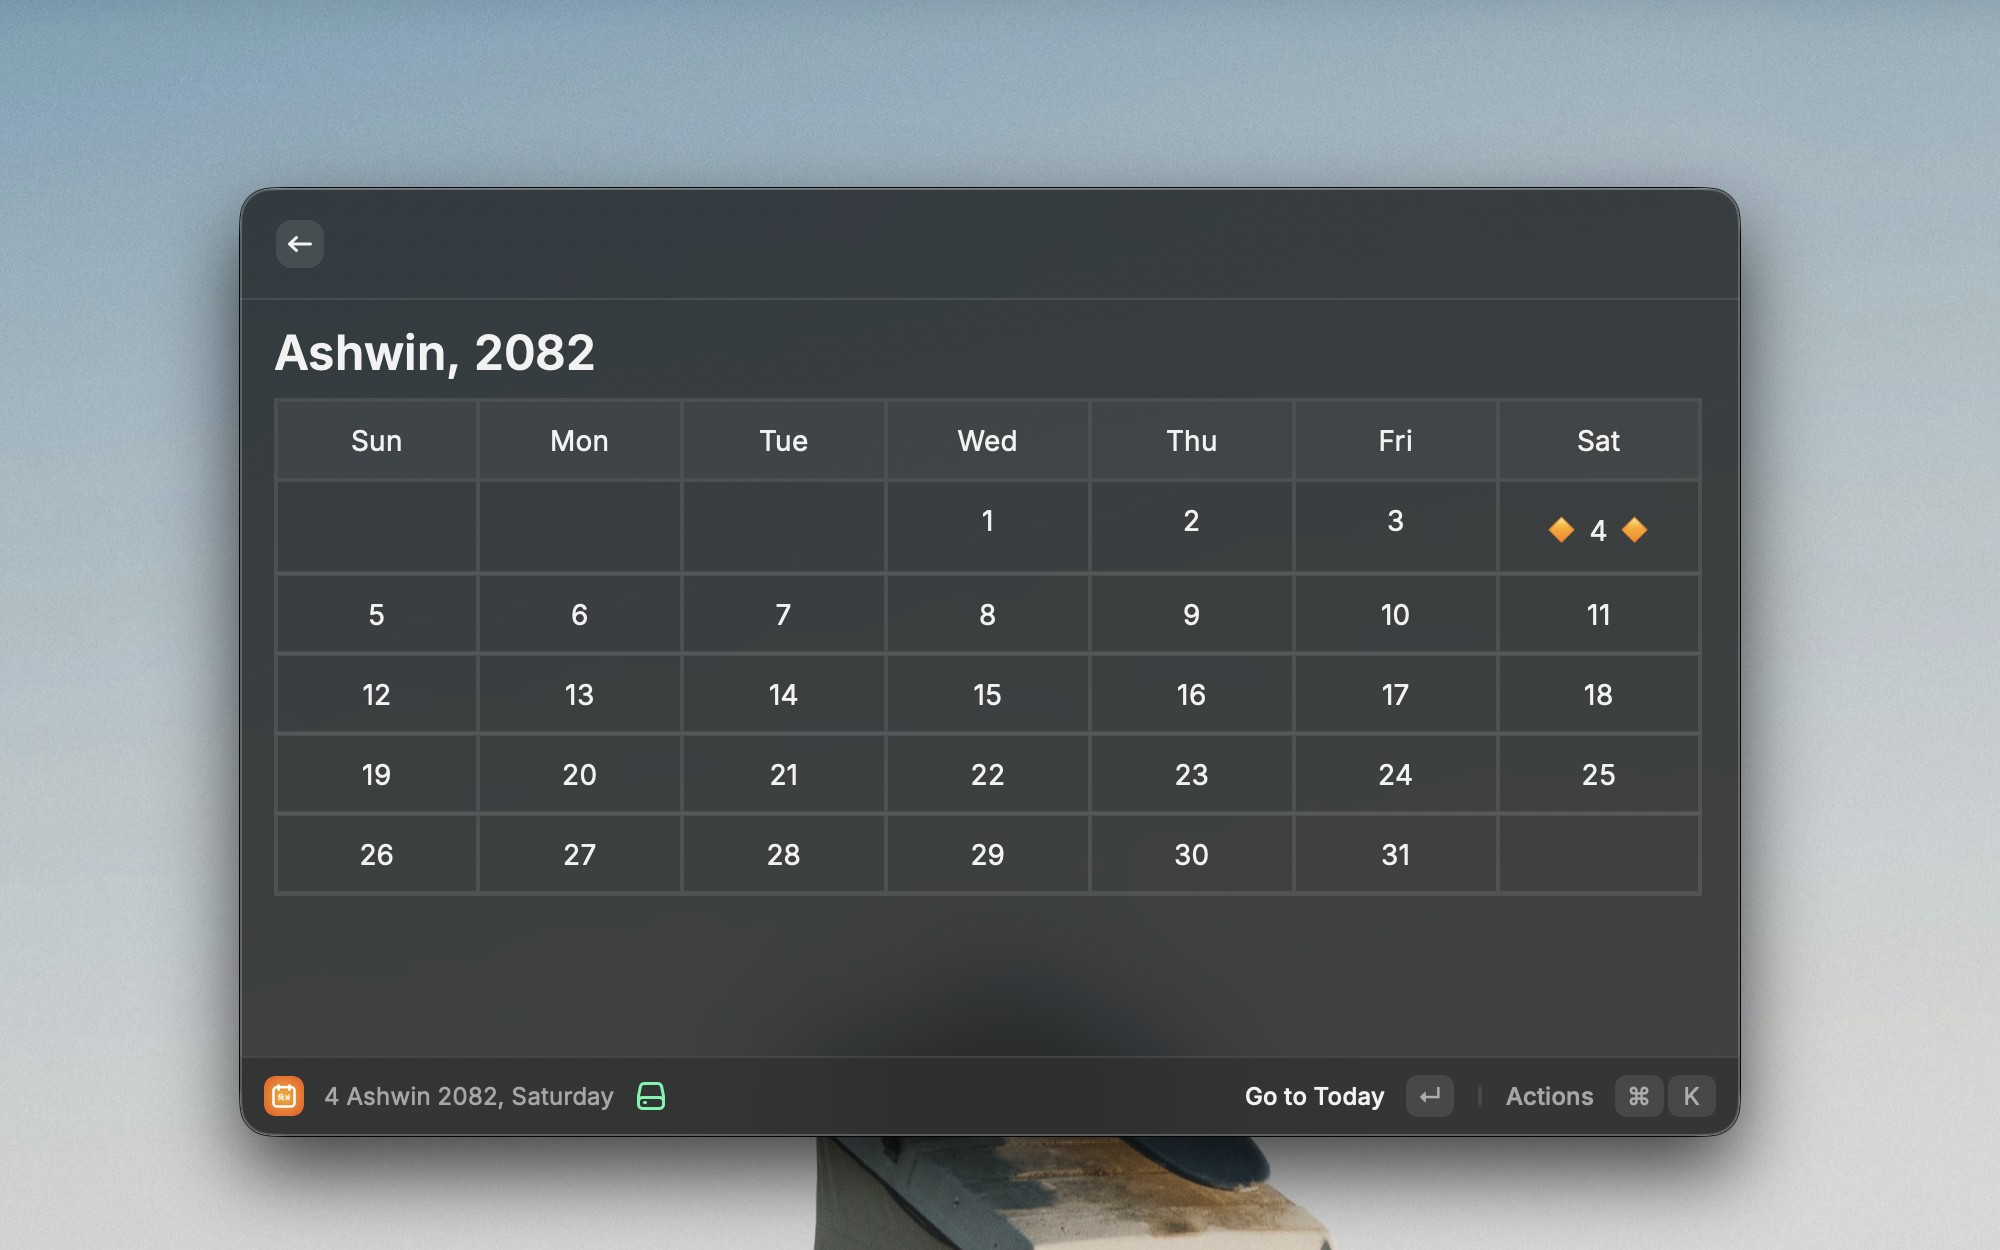 Ashwin, 2082
Sun Mon Tue Wed Thu Fri Sat
1 2 3 🔶 4 🔶
5 6 7 8 9 10 11
12 13 14 15 16 17 18
19 20 21 22 23 24 25
26 27 28 29 30 31
4 Ashwin 2082, Saturday Go to Today ↵ Actions ⌘ K